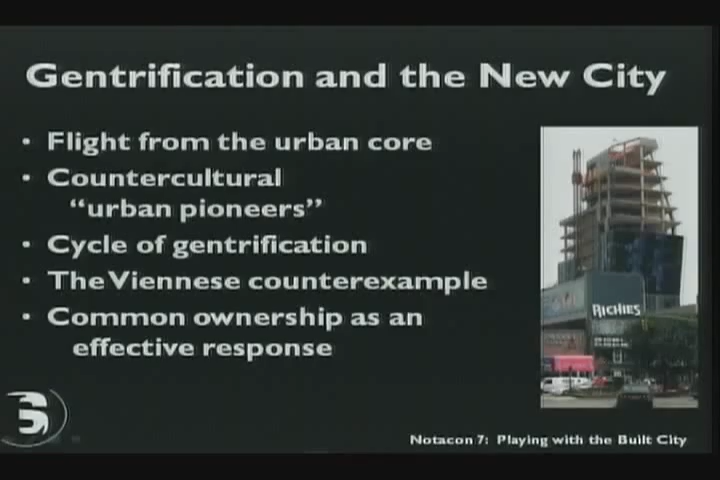 Gentrification and the New City
• Flight from the urban core
• Countercultural
“urban pioneers”
• Cycle of gentrification
• The Viennese counterexample
• Common ownership as an
effective response
RICHIES
Notacon 7: Playing with the Built City